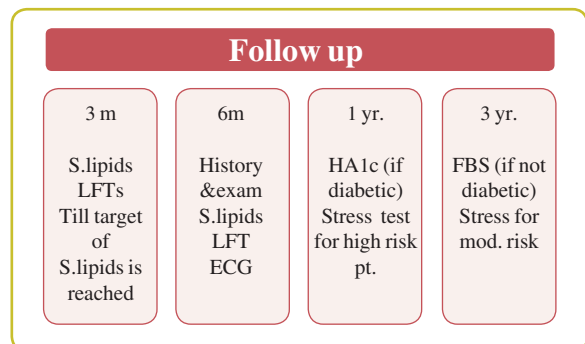 Follow up
3 m
S.lipids
LFTs
Till target
of
S.lipids is
reached
6m
History
&exam
S.lipids
LFT
ECG
1 yr.
HA1c (if
diabetic)
Stress test
for high risk
pt.
3 yr.
FBS (if not
diabetic)
Stress for
mod. risk